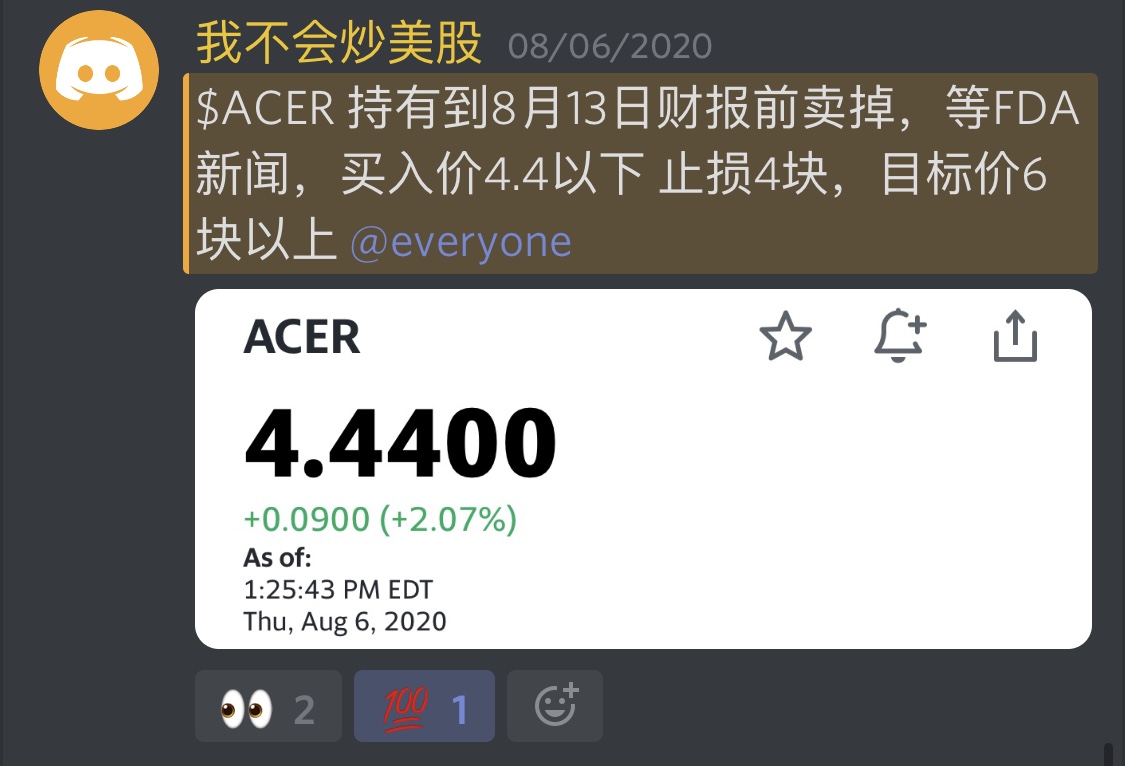 我不会炒美股 08/06/2020
$ACER 持有到8月13日财报前卖掉，等FDA
新闻，买入价4.4以下 止损4块，目标价6
块以上 @everyone
ACER
4.4400
+0.0900 (+2.07%)
As of:
1:25:43 PM EDT
Thu, Aug 6, 2020
👀 2 💯 1